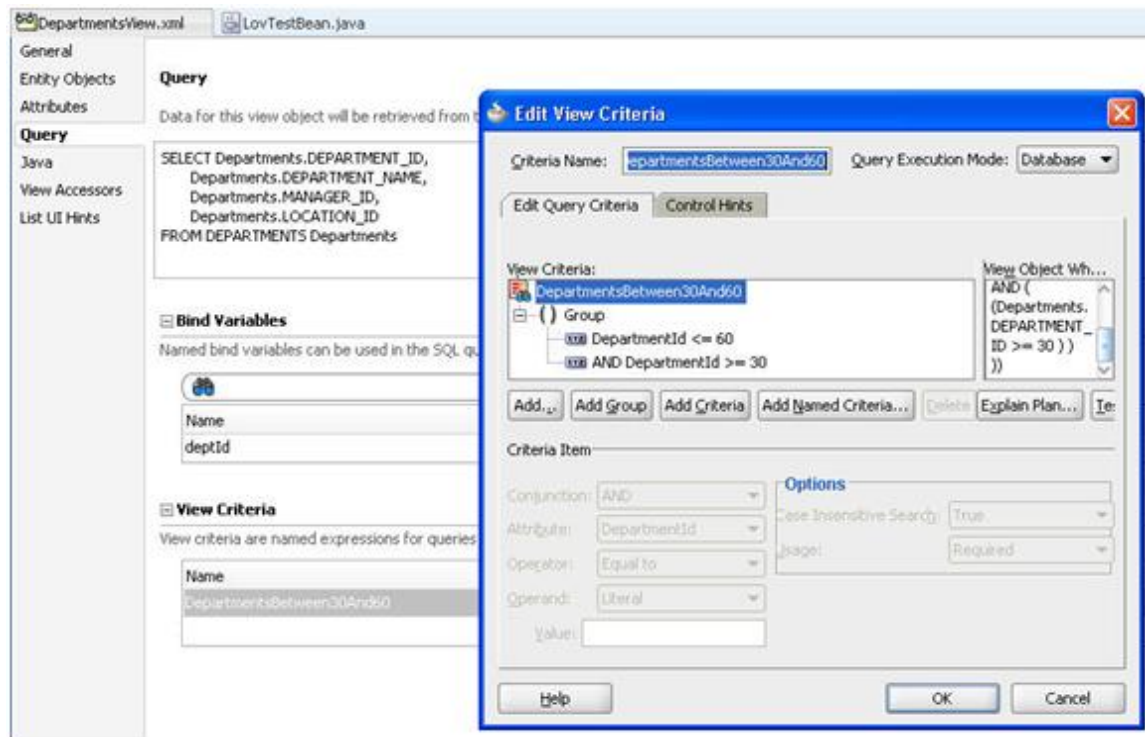 DepartmentsView.xml
LovTestBean.java
General
Entity Objects
Attributes
Query
Java
View Accessors
List UI Hints
Query
Data for this view object will be retrieved from t
SELECT Departments.DEPARTMENT_ID,
Departments.DEPARTMENT_NAME,
Departments.MANAGER_ID,
Departments.LOCATION_ID
FROM DEPARTMENTS Departments
Bind Variables
Named bind variables can be used in the SQL qu
Name
deptId
View Criteria
View criteria are named expressions for queries
Name
DepartmentsBetween30And60
Edit View Criteria
Criteria Name: epartmentsBetween30And60 Query Execution Mode: Database
Edit Query Criteria Control Hints
View Criteria:
DepartmentsBetween30And60
() Group
DepartmentId <= 60
AND DepartmentId >= 30
View Object Wh...
AND (
(Departments.
DEPARTMENT_
ID >= 30 ) )
))
Add... Add Group Add Criteria Add Named Criteria... Delete Explain Plan... Te
Criteria Item
Conjunction: AND
Attribute: DepartmentId
Operator: Equal to
Operand: Literal
Value:
Options
Case Insensitive Search: True
Usage: Required
Help OK Cancel